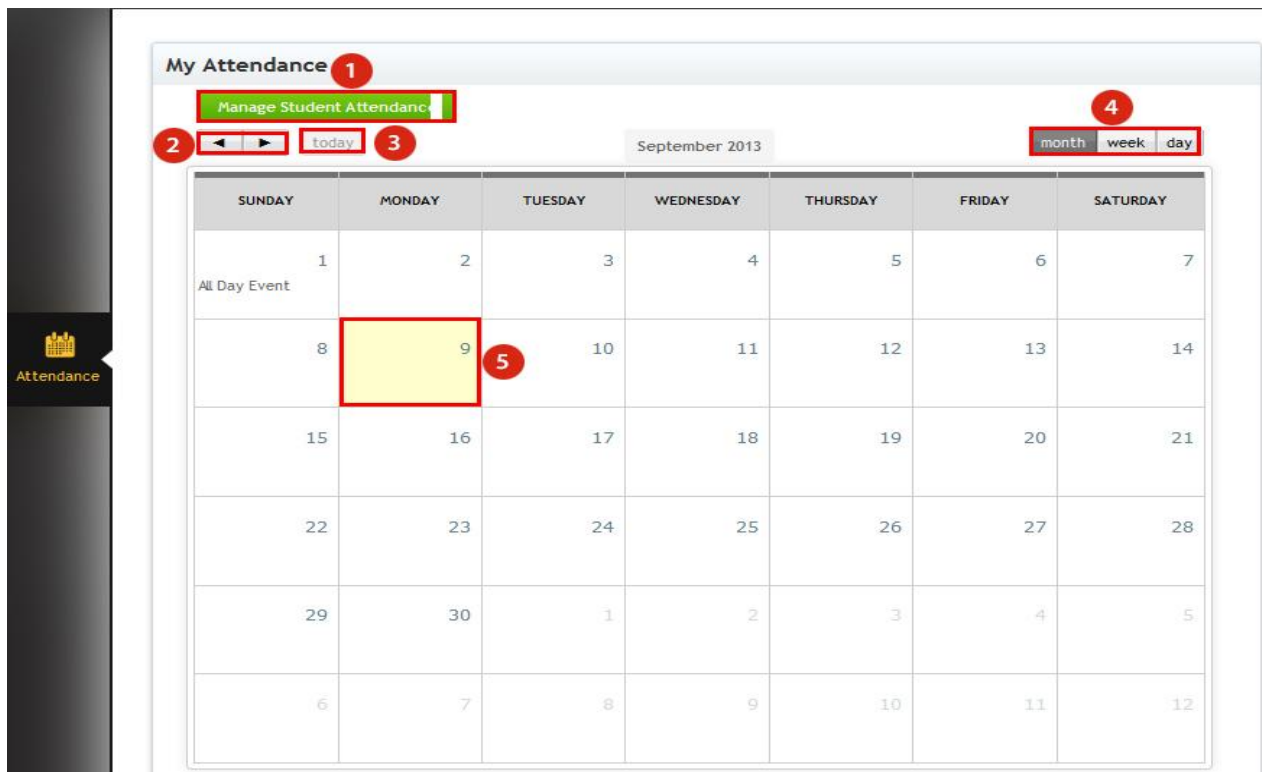 My Attendance 1
Manage Student Attendance
2 ◄ ► today 3 September 2013 4 month week day
SUNDAY MONDAY TUESDAY WEDNESDAY THURSDAY FRIDAY SATURDAY
1 2 3 4 5 6 7
All Day Event
8 9 5 10 11 12 13 14
Attendance
15 16 17 18 19 20 21
22 23 24 25 26 27 28
29 30 1 2 3 4 5
6 7 8 9 10 11 12